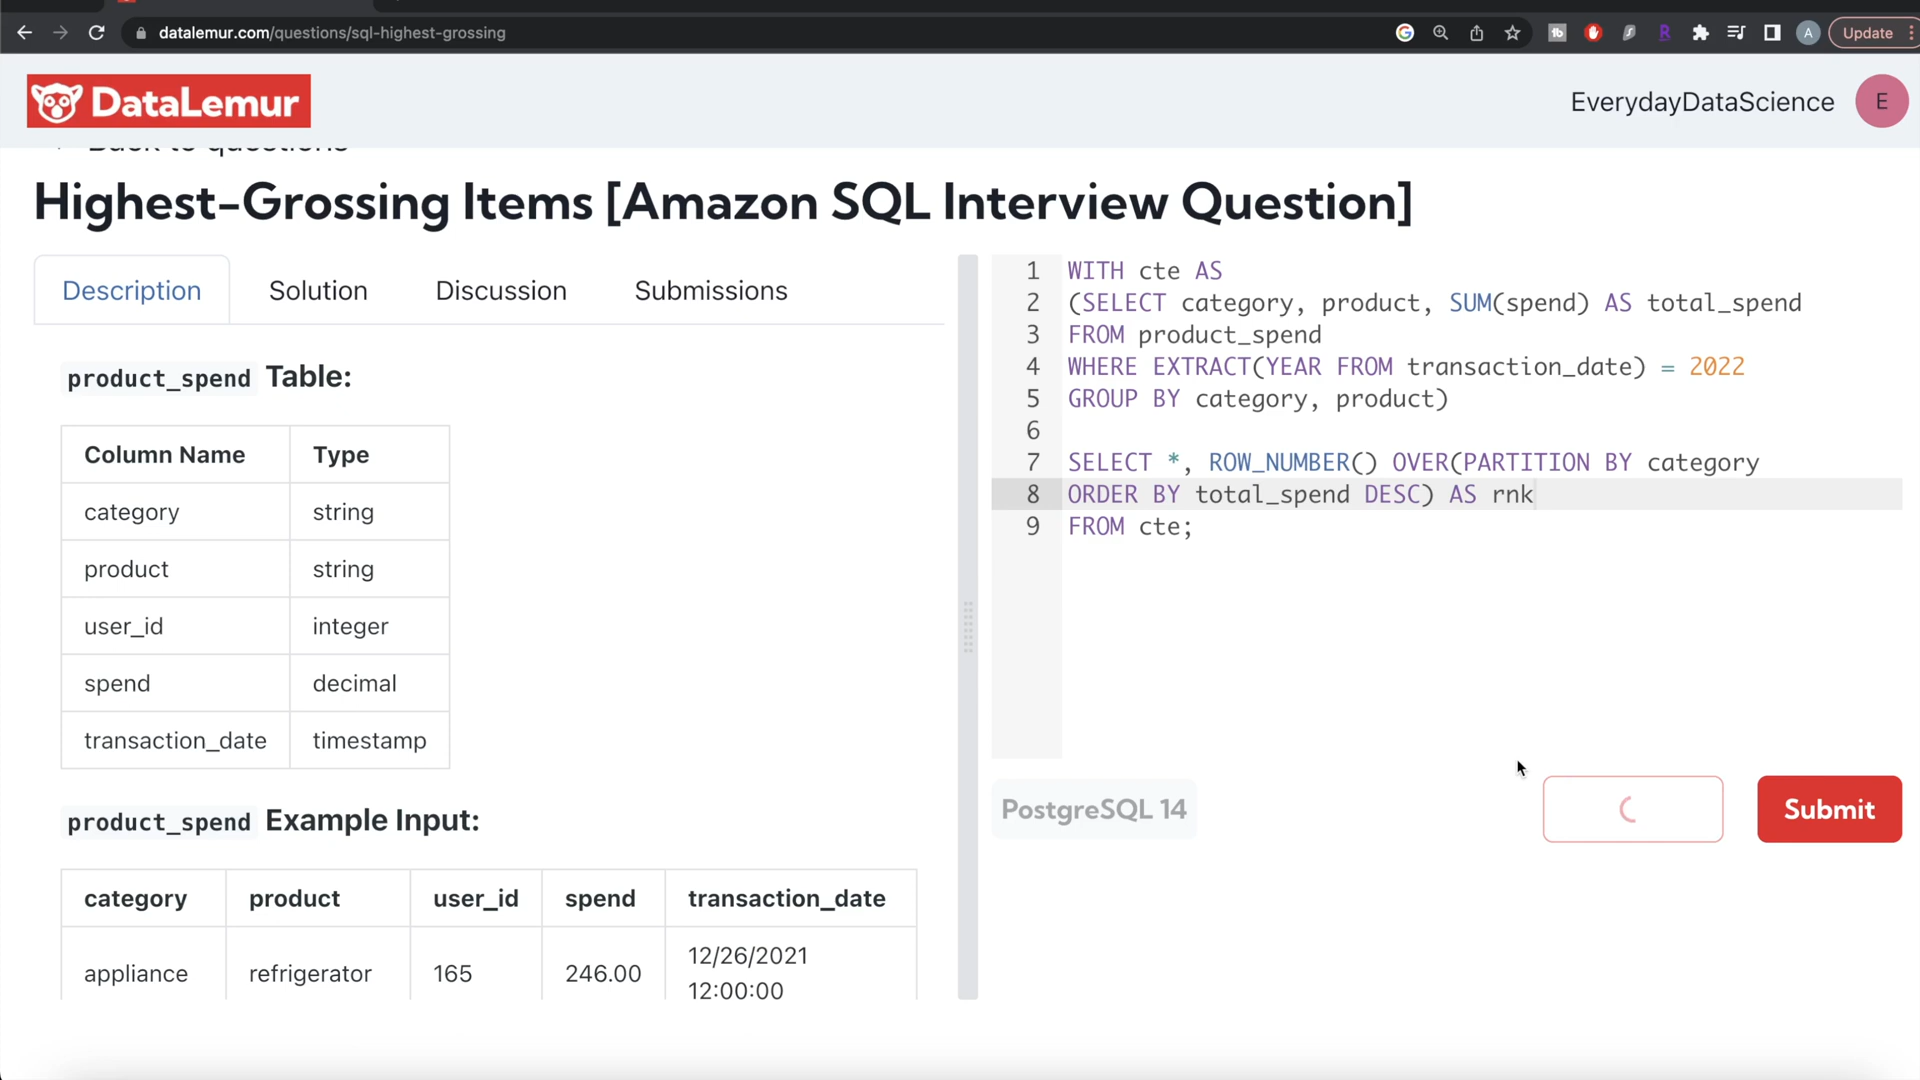 datalemur.com/questions/sql-highest-grossing
Update
DataLemur
EverydayDataScience
E
Back to questions
Highest-Grossing Items [Amazon SQL Interview Question]
Description Solution Discussion Submissions
product_spend Table:
Column Name Type
category string
product string
user_id integer
spend decimal
transaction_date timestamp
product_spend Example Input:
category product user_id spend transaction_date
appliance refrigerator 165 246.00 12/26/2021
12:00:00
1 WITH cte AS
2 (SELECT category, product, SUM(spend) AS total_spend
3 FROM product_spend
4 WHERE EXTRACT(YEAR FROM transaction_date) = 2022
5 GROUP BY category, product)
6
7 SELECT *, ROW_NUMBER() OVER(PARTITION BY category
8 ORDER BY total_spend DESC) AS rnk
9 FROM cte;
PostgreSQL 14
Submit